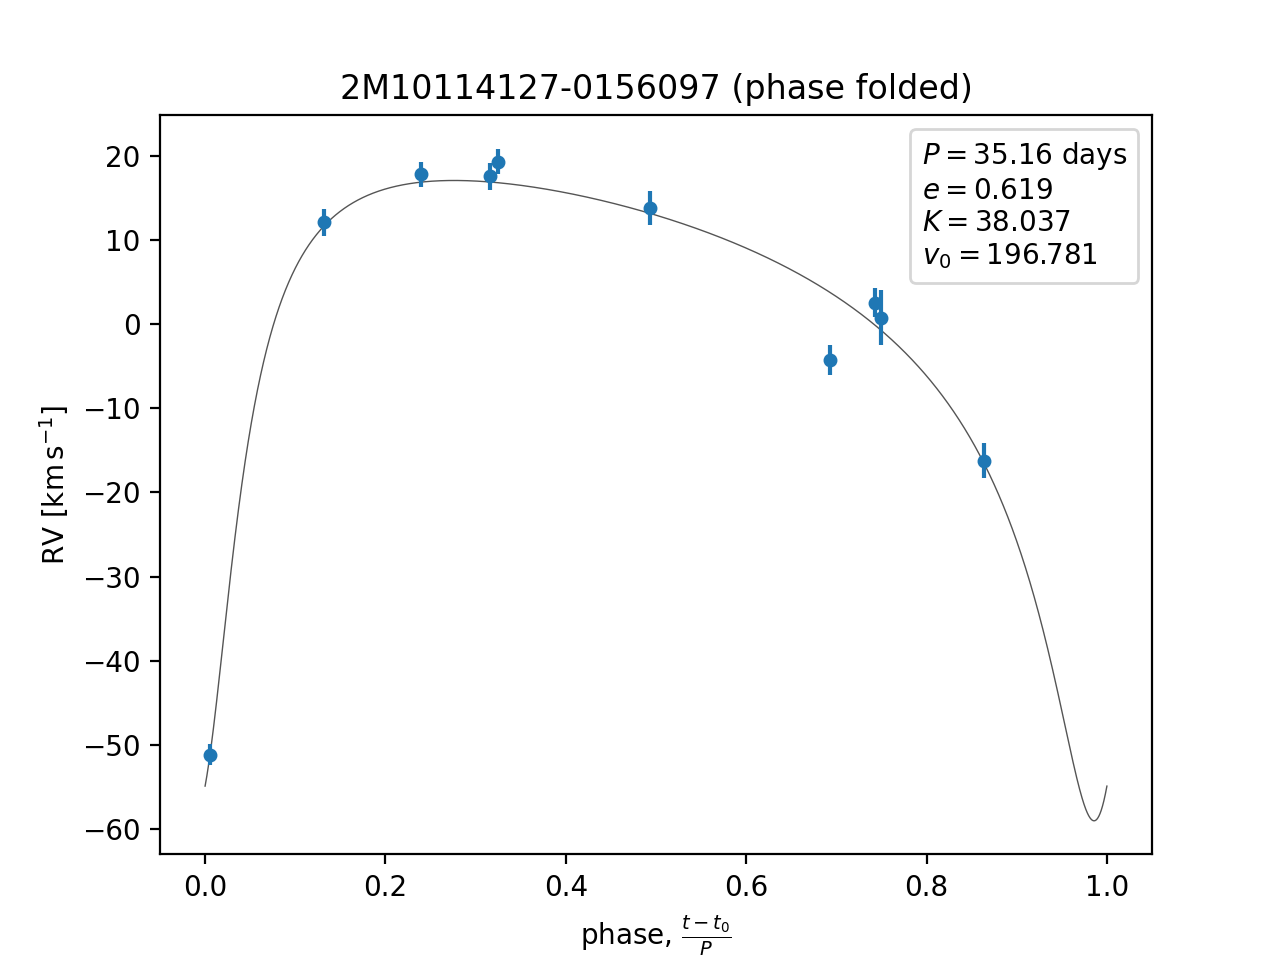 2M10114127-0156097 (phase folded)
P = 35.16 days
e = 0.619
K = 38.037
v₀ = 196.781
20
10
0
−10
−20
−30
−40
−50
−60
RV [km s⁻¹]
0.0 0.2 0.4 0.6 0.8 1.0
phase, (t − t₀)/P